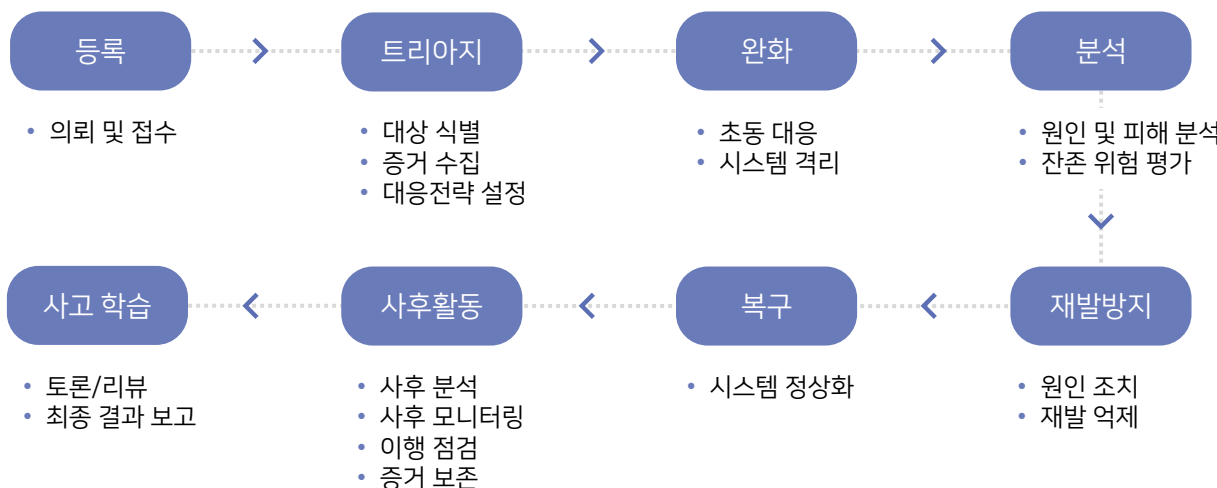 등록
• 의뢰 및 접수
트리아지
• 대상 식별
• 증거 수집
• 대응전략 설정
완화
• 초동 대응
• 시스템 격리
분석
• 원인 및 피해 분석
• 잔존 위험 평가
재발방지
• 원인 조치
• 재발 억제
복구
• 시스템 정상화
사후활동
• 사후 분석
• 사후 모니터링
• 이행 점검
• 증거 보존
사고 학습
• 토론/리뷰
• 최종 결과 보고